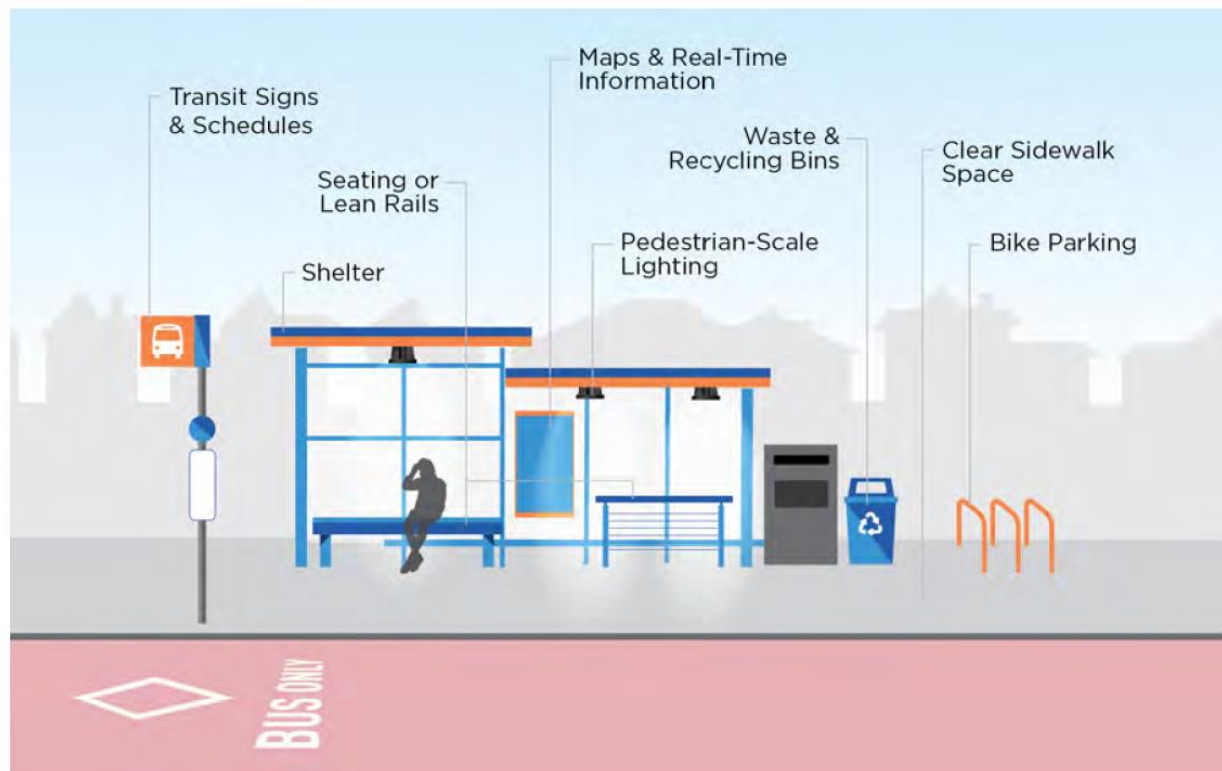 Maps & Real-Time
Information
Transit Signs
& Schedules
Waste &
Recycling Bins
Clear Sidewalk
Space
Seating or
Lean Rails
Pedestrian-Scale
Lighting
Bike Parking
Shelter
BUS ONLY